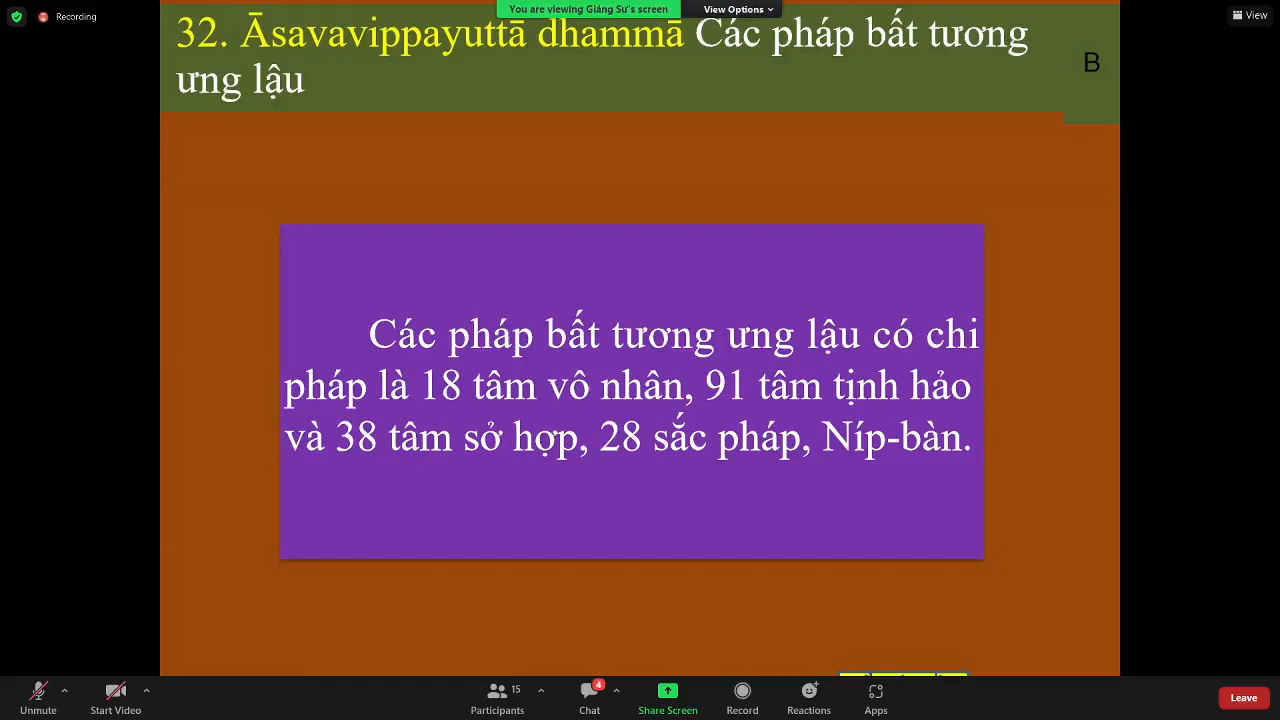 You are viewing Giảng Sư's screen
View Options
Recording
View
32. Āsavavippayuttā dhammā Các pháp bất tương
ưng lậu
B
Các pháp bất tương ưng lậu có chi
pháp là 18 tâm vô nhân, 91 tâm tịnh hảo
và 38 tâm sở hợp, 28 sắc pháp, Níp-bàn.
Unmute
Start Video
Participants
15
Chat
4
Share Screen
Record
Reactions
Apps
Leave